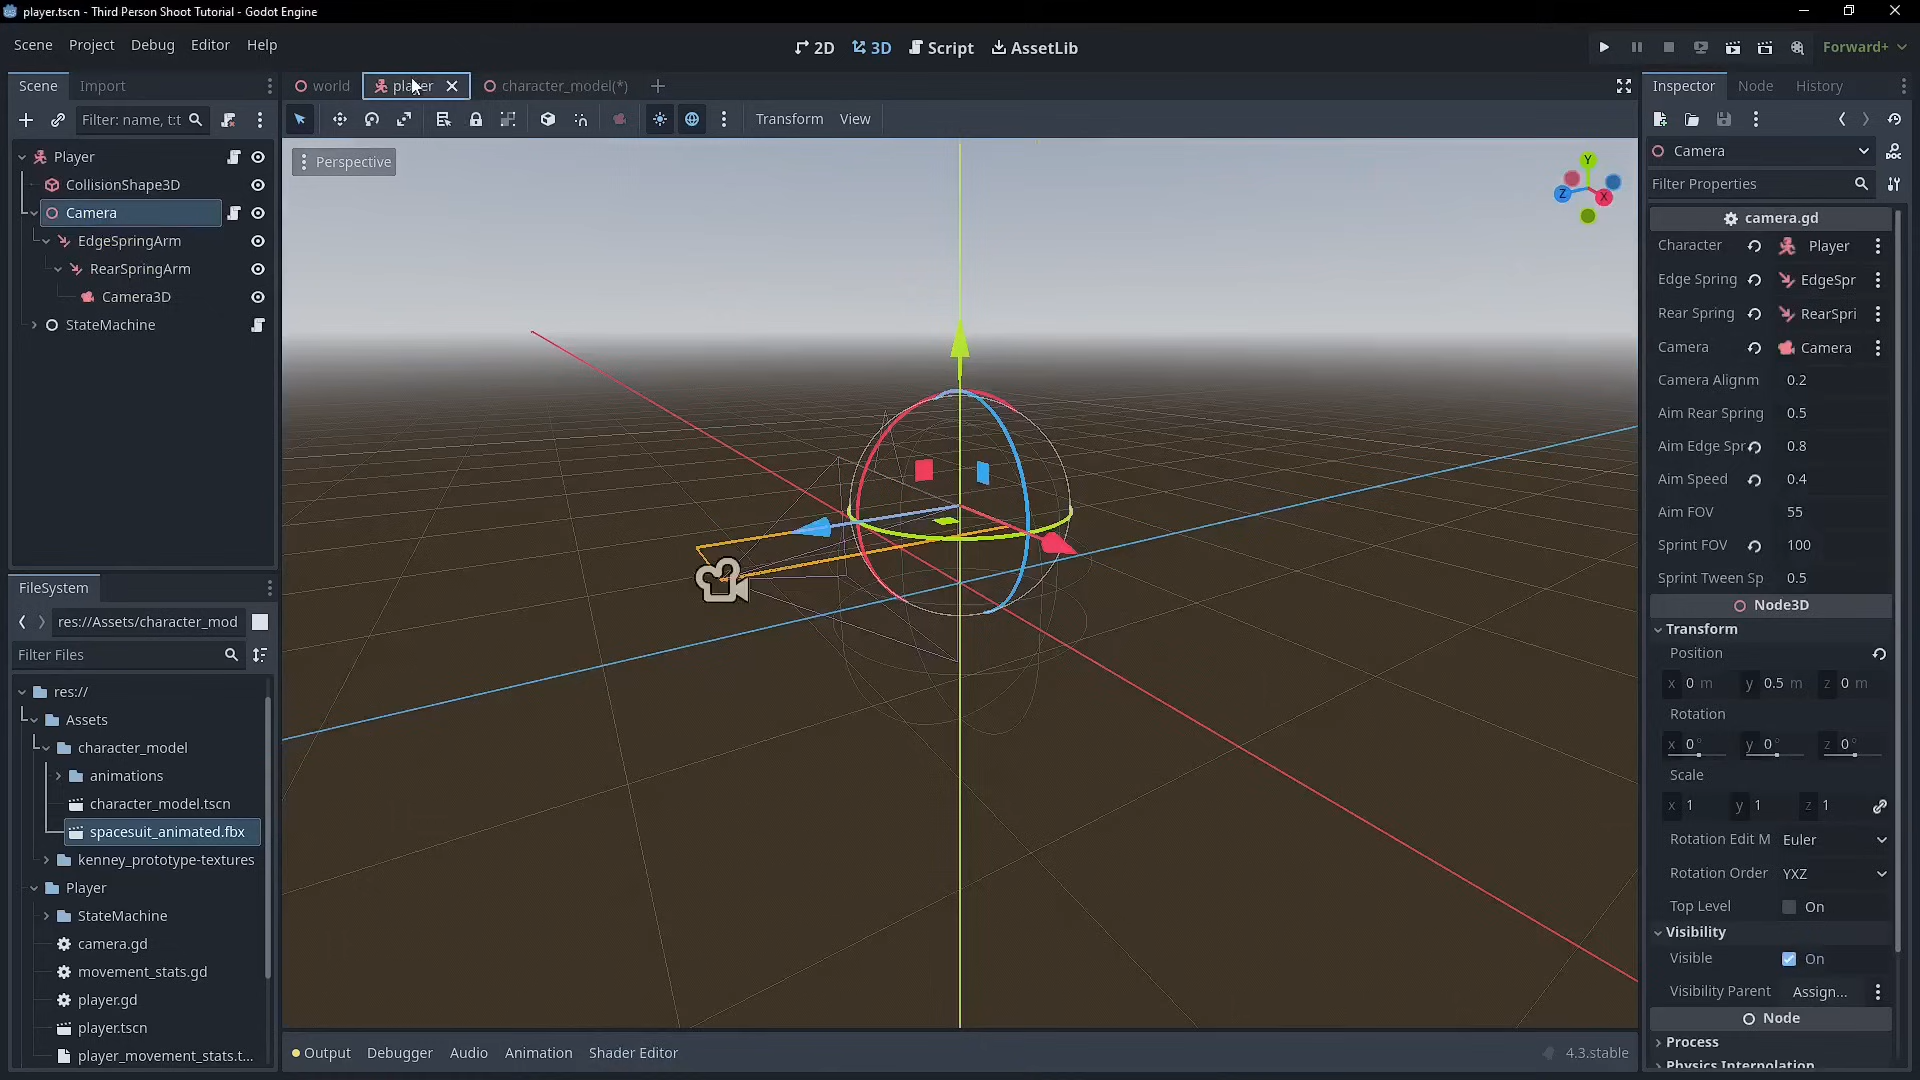 player.tscn - Third Person Shoot Tutorial - Godot Engine
Scene Project Debug Editor Help
2D 3D Script AssetLib
Forward+
Scene Import
world player character_model(*)
Inspector Node History
Filter: name, t:t
Transform View
Perspective
Player
CollisionShape3D
Camera
EdgeSpringArm
RearSpringArm
Camera3D
StateMachine
Y
Z
X
FileSystem
res://Assets/character_mod
Filter Files
res://
Assets
character_model
animations
character_model.tscn
spacesuit_animated.fbx
kenney_prototype-textures
Player
StateMachine
camera.gd
movement_stats.gd
player.gd
player.tscn
player_movement_stats.t...
Output Debugger Audio Animation Shader Editor
4.3.stable
Camera
DOC
Filter Properties
camera.gd
Character Player
Edge Spring EdgeSpr
Rear Spring RearSpri
Camera Camera
Camera Alignm 0.2
Aim Rear Spring 0.5
Aim Edge Spr 0.8
Aim Speed 0.4
Aim FOV 55
Sprint FOV 100
Sprint Tween Sp 0.5
Node3D
Transform
Position
x 0 m y 0.5 m z 0 m
Rotation
x 0° y 0° z 0°
Scale
x 1 y 1 z 1
Rotation Edit M Euler
Rotation Order YXZ
Top Level On
Visibility
Visible On
Visibility Parent Assign...
Node
Process
Physics Interpolation